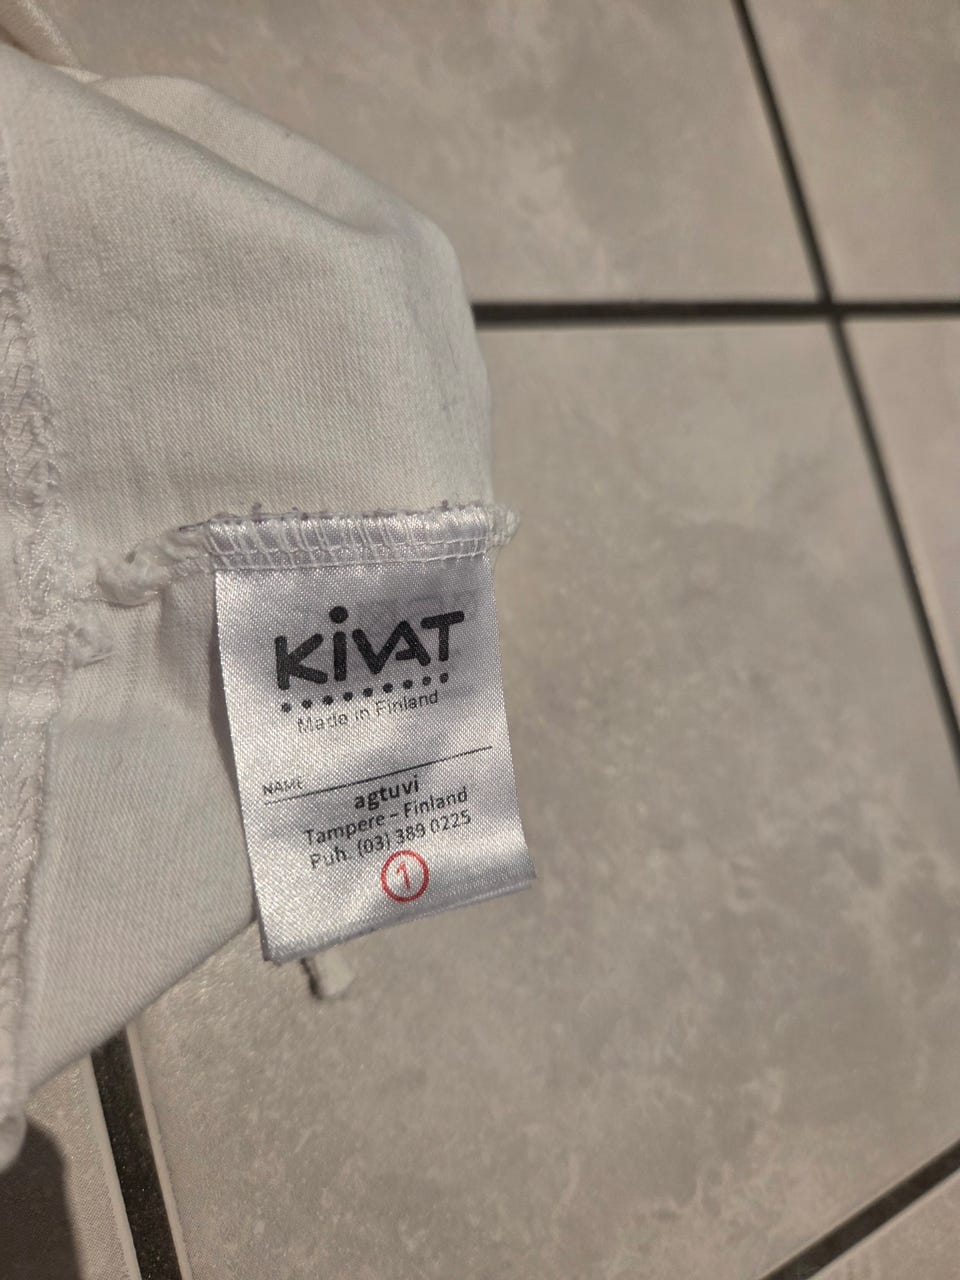 KiVAT
Made in Finland
NAME
agtuvi
Tampere – Finland
Puh. (03) 389 0225
1